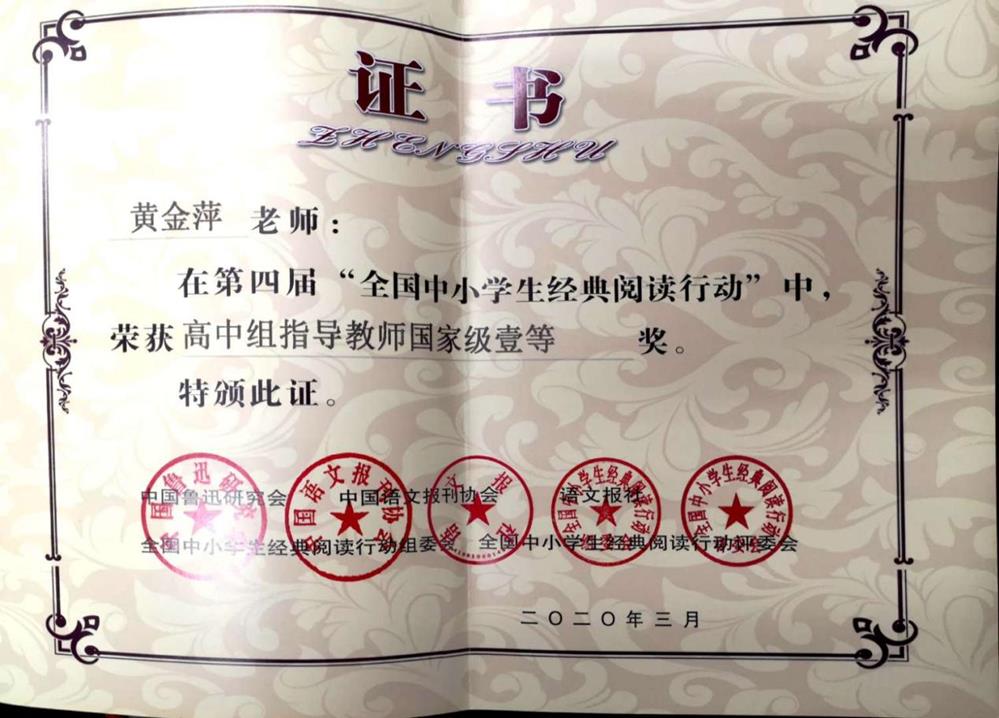 证书
ZHENGSHU
黄金萍 老师：
在第四届“全国中小学生经典阅读行动”中，
荣获 高中组指导教师国家级壹等 奖。
特颁此证。
中国鲁迅研究会 中国语文报刊协会 语文报社
全国中小学生经典阅读行动组委会 全国中小学生经典阅读行动评委会
二〇二〇年三月